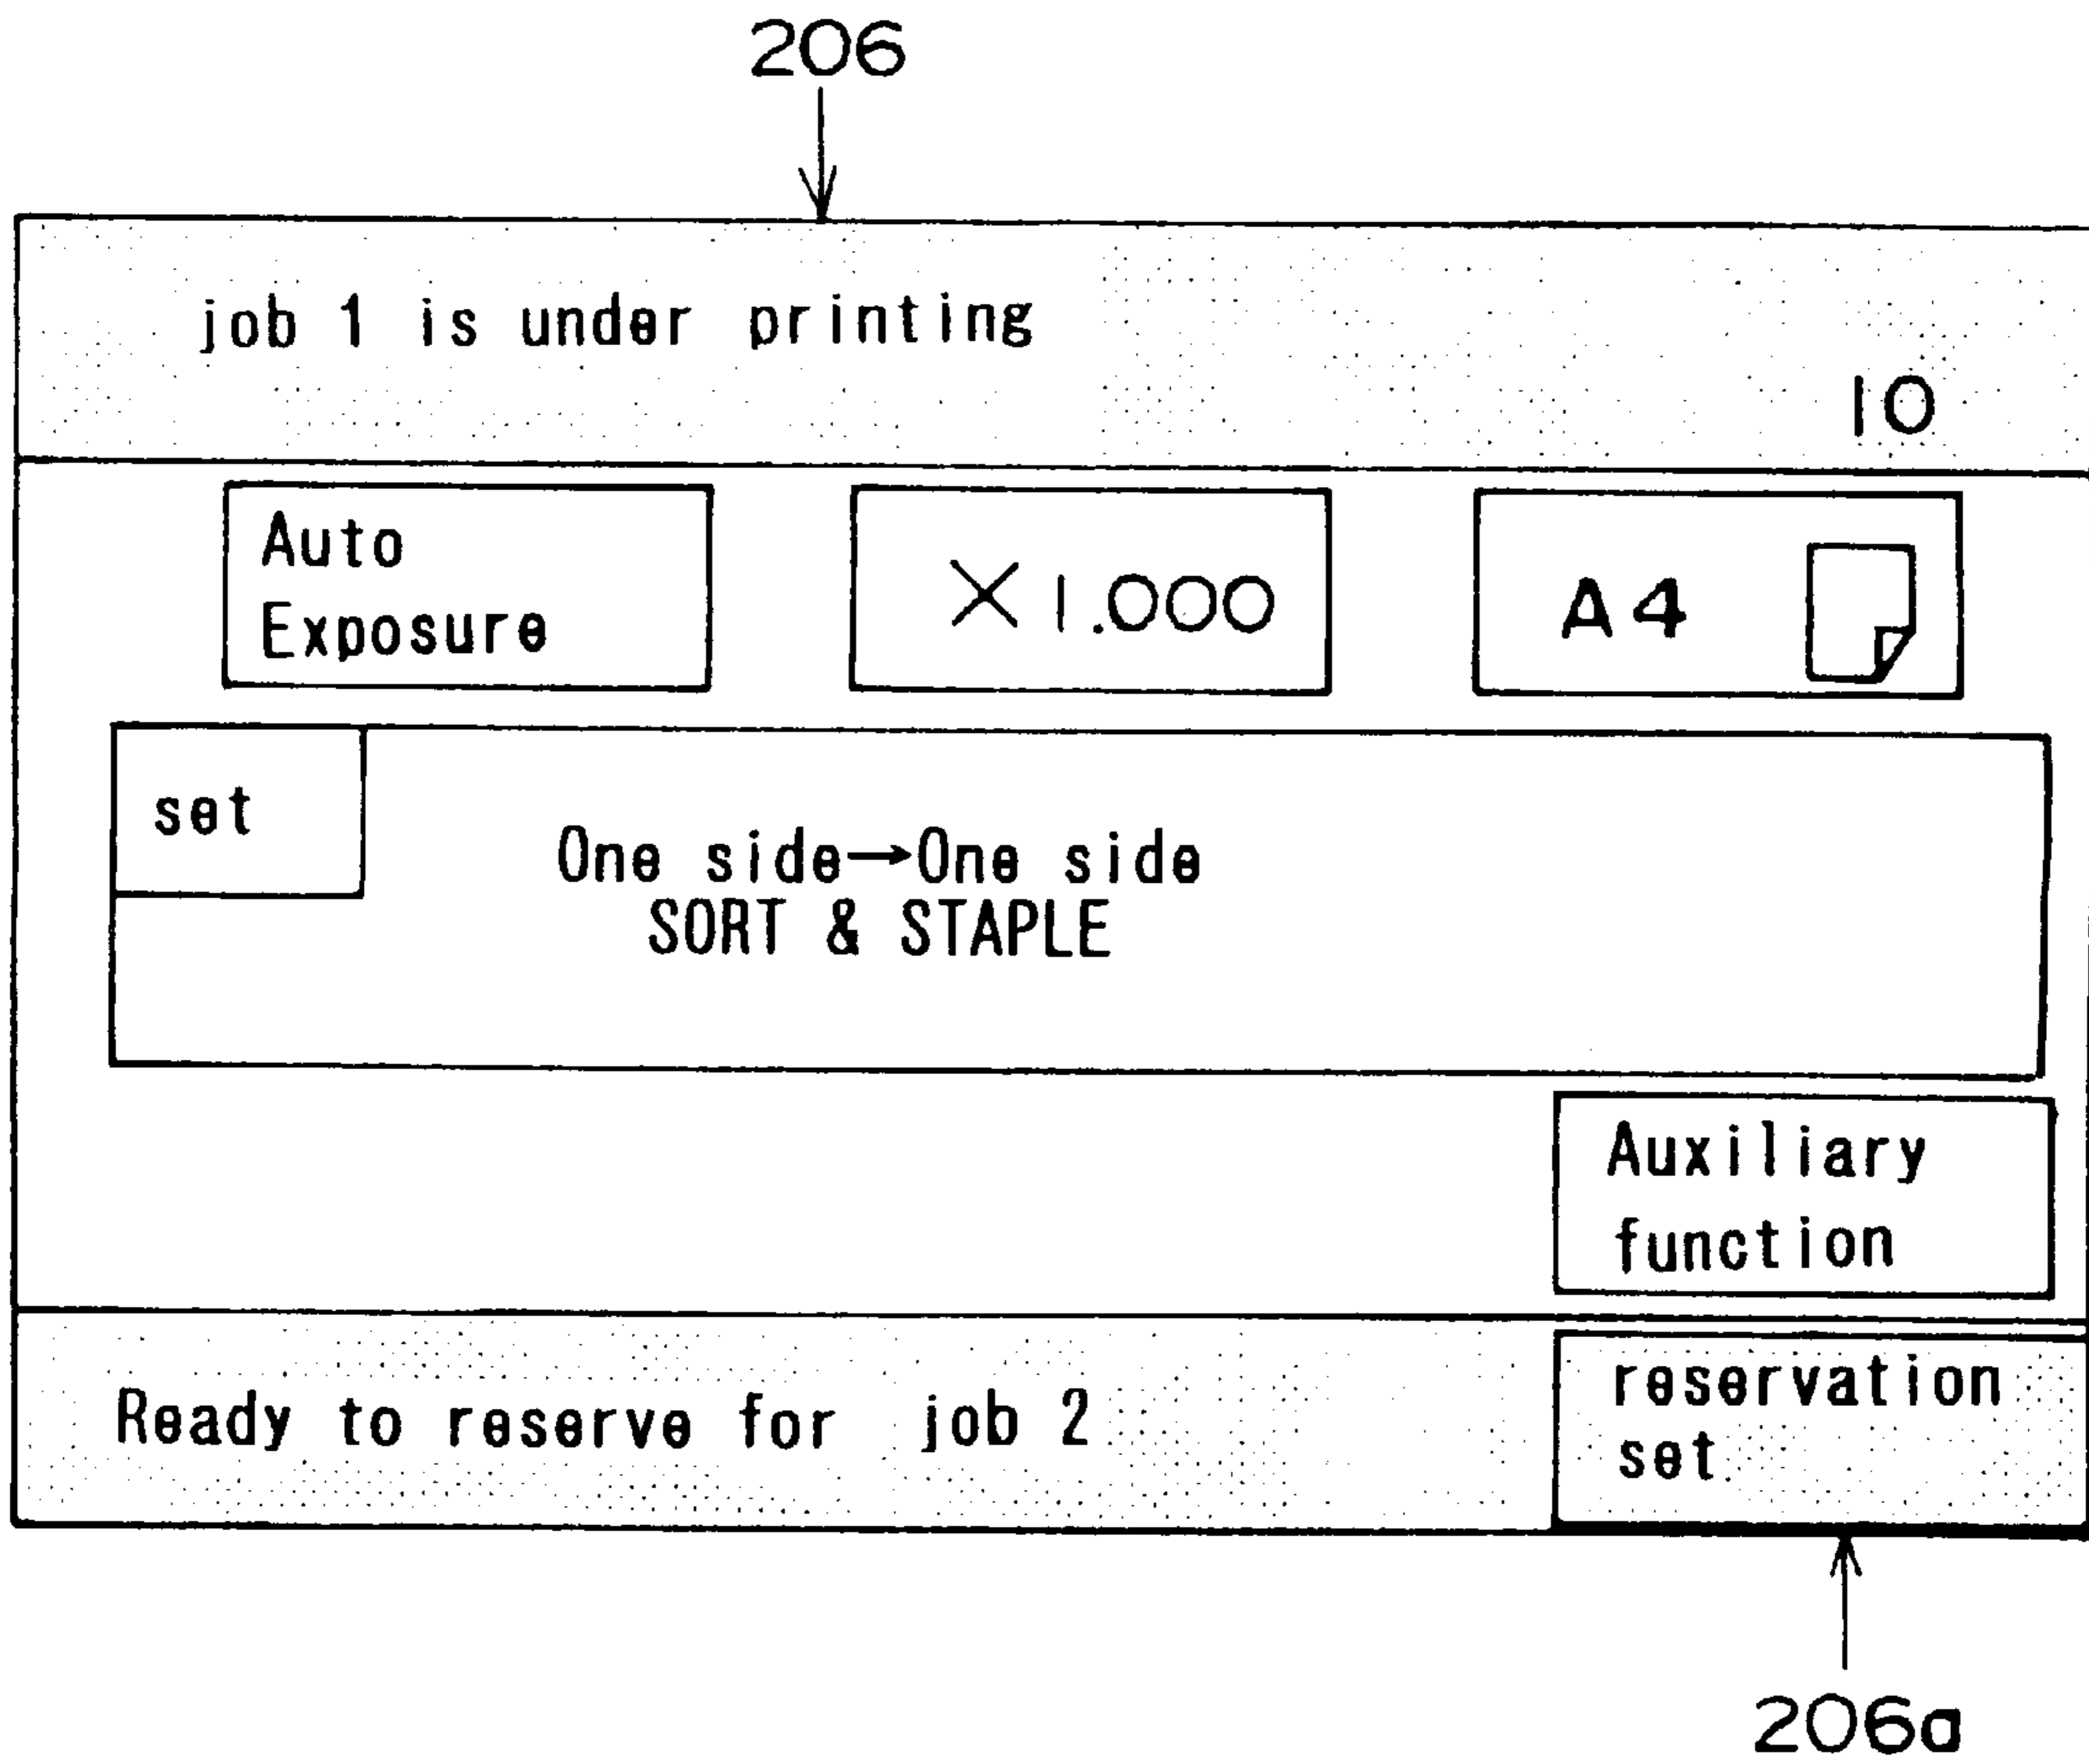 206
job 1 is under printing
10
Auto
Exposure
×1.000
A4
set
One side→One side
SORT & STAPLE
Auxiliary
function
Ready to reserve for job 2
reservation
set
206a